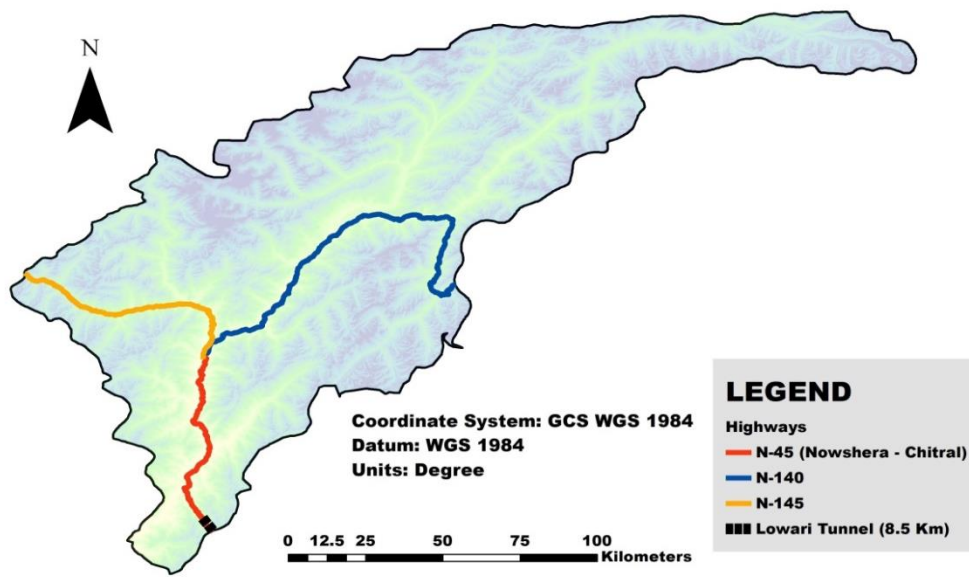 N
Coordinate System: GCS WGS 1984
Datum: WGS 1984
Units: Degree
0 12.5 25 50 75 100
Kilometers
LEGEND
Highways
N-45 (Nowshera - Chitral)
N-140
N-145
Lowari Tunnel (8.5 Km)